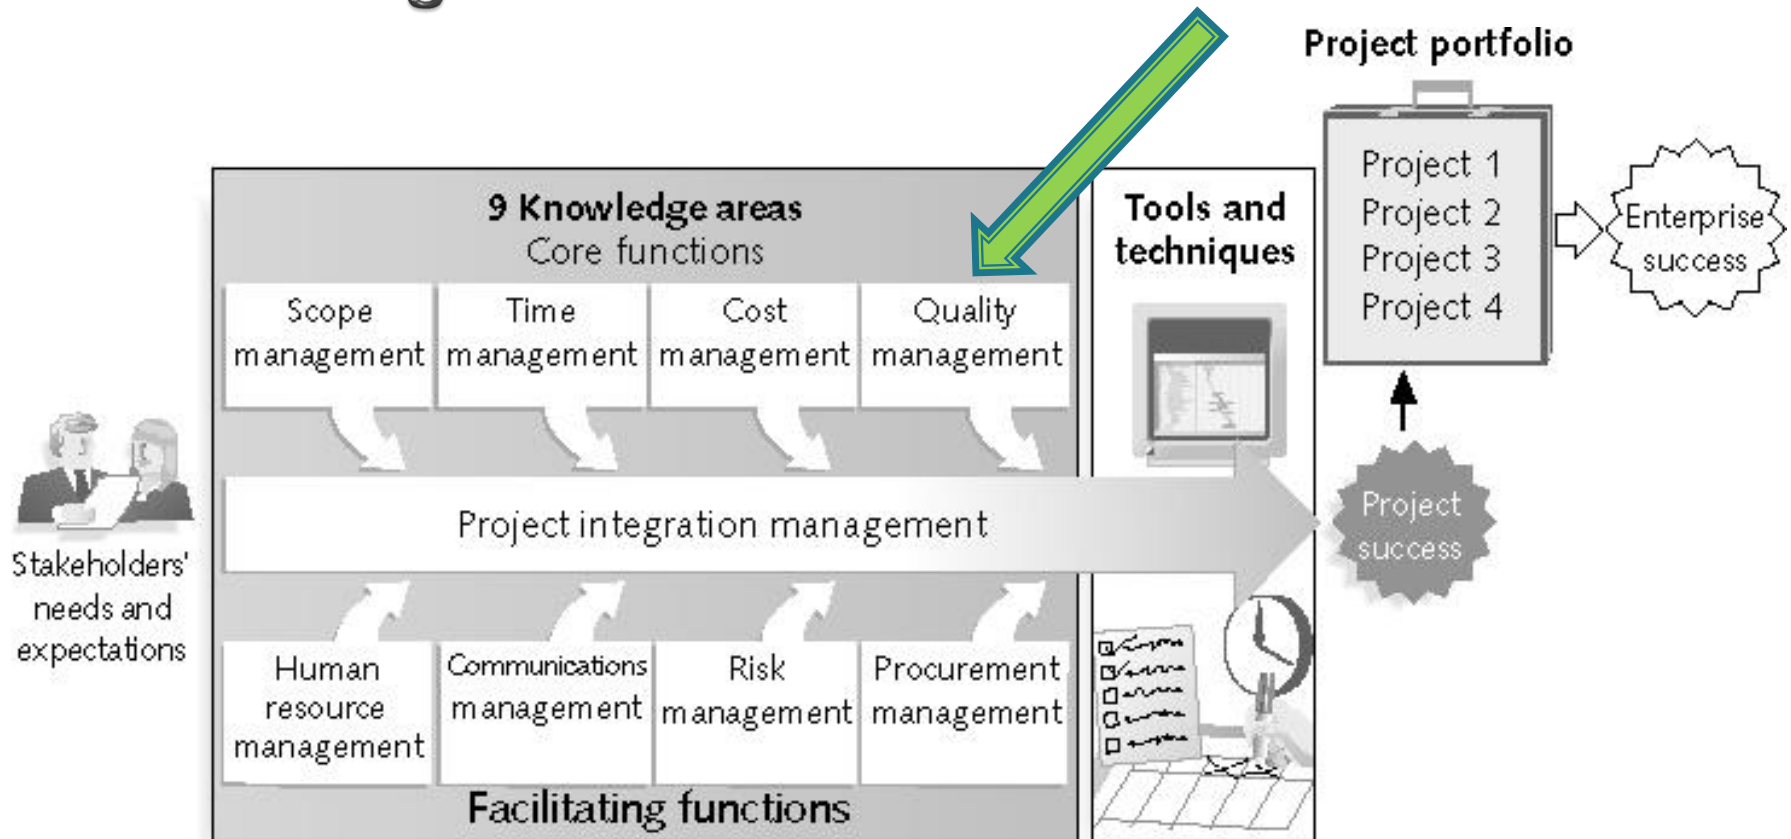 Project portfolio
Project 1
Project 2
Project 3
Project 4
Enterprise
success
9 Knowledge areas
Core functions
Tools and
techniques
Scope
management
Time
management
Cost
management
Quality
management
Project integration management
Project
success
Stakeholders'
needs and
expectations
Human
resource
management
Communications
management
Risk
management
Procurement
management
Facilitating functions